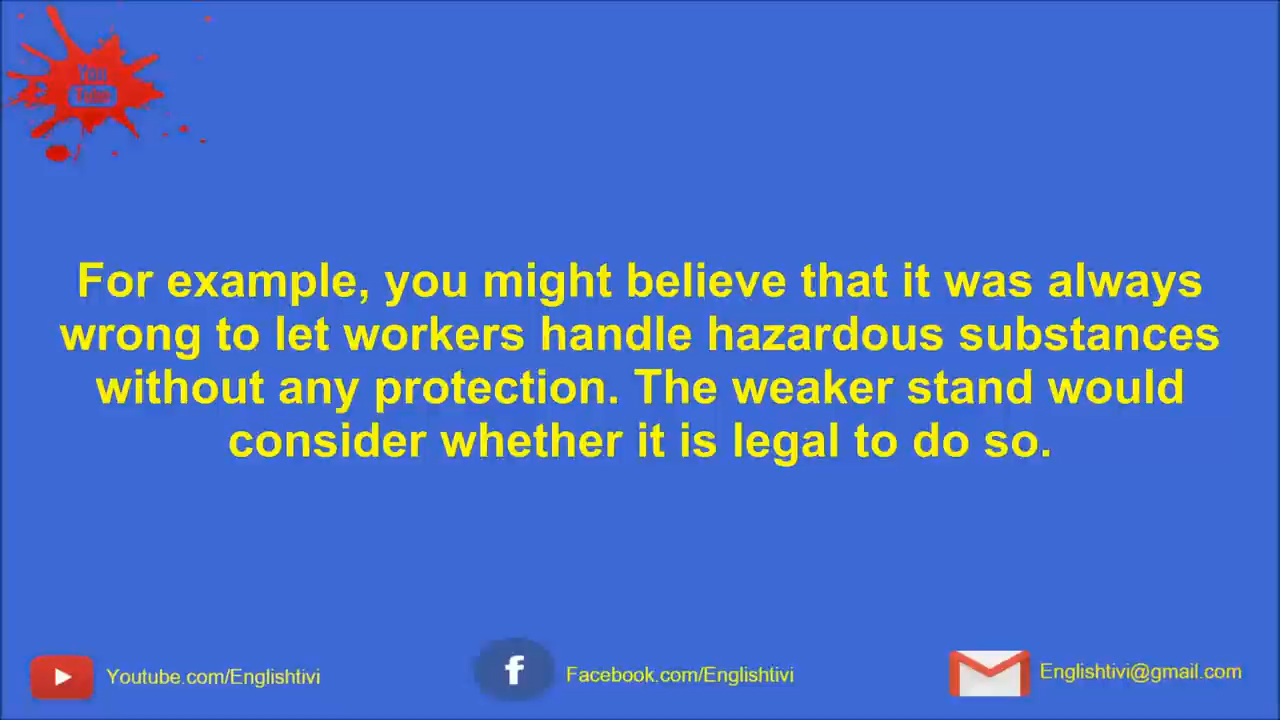 You
Tube
For example, you might believe that it was always
wrong to let workers handle hazardous substances
without any protection. The weaker stand would
consider whether it is legal to do so.
Youtube.com/Englishtivi
f
Facebook.com/Englishtivi
Englishtivi@gmail.com